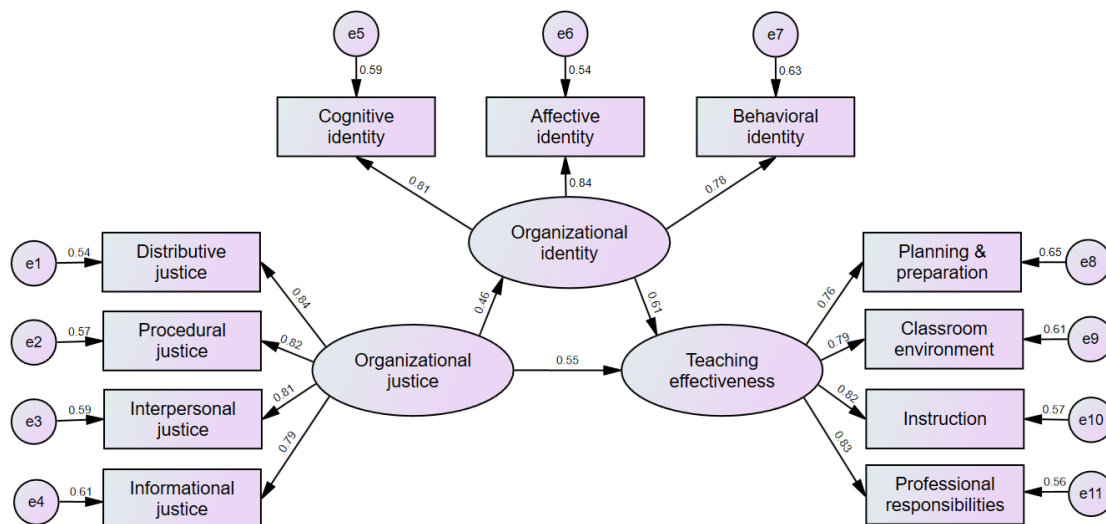 e5
e6
e7
0.59
0.54
0.63
Cognitive
identity
Affective
identity
Behavioral
identity
0.81
0.84
0.78
Organizational
identity
e1
0.54
Distributive
justice
e2
0.57
Procedural
justice
e3
0.59
Interpersonal
justice
e4
0.61
Informational
justice
0.84
0.82
0.81
0.79
Organizational
justice
0.46
0.61
0.55
Teaching
effectiveness
0.76
0.79
0.82
0.83
Planning &
preparation
0.65
e8
Classroom
environment
0.61
e9
Instruction
0.57
e10
Professional
responsibilities
0.56
e11